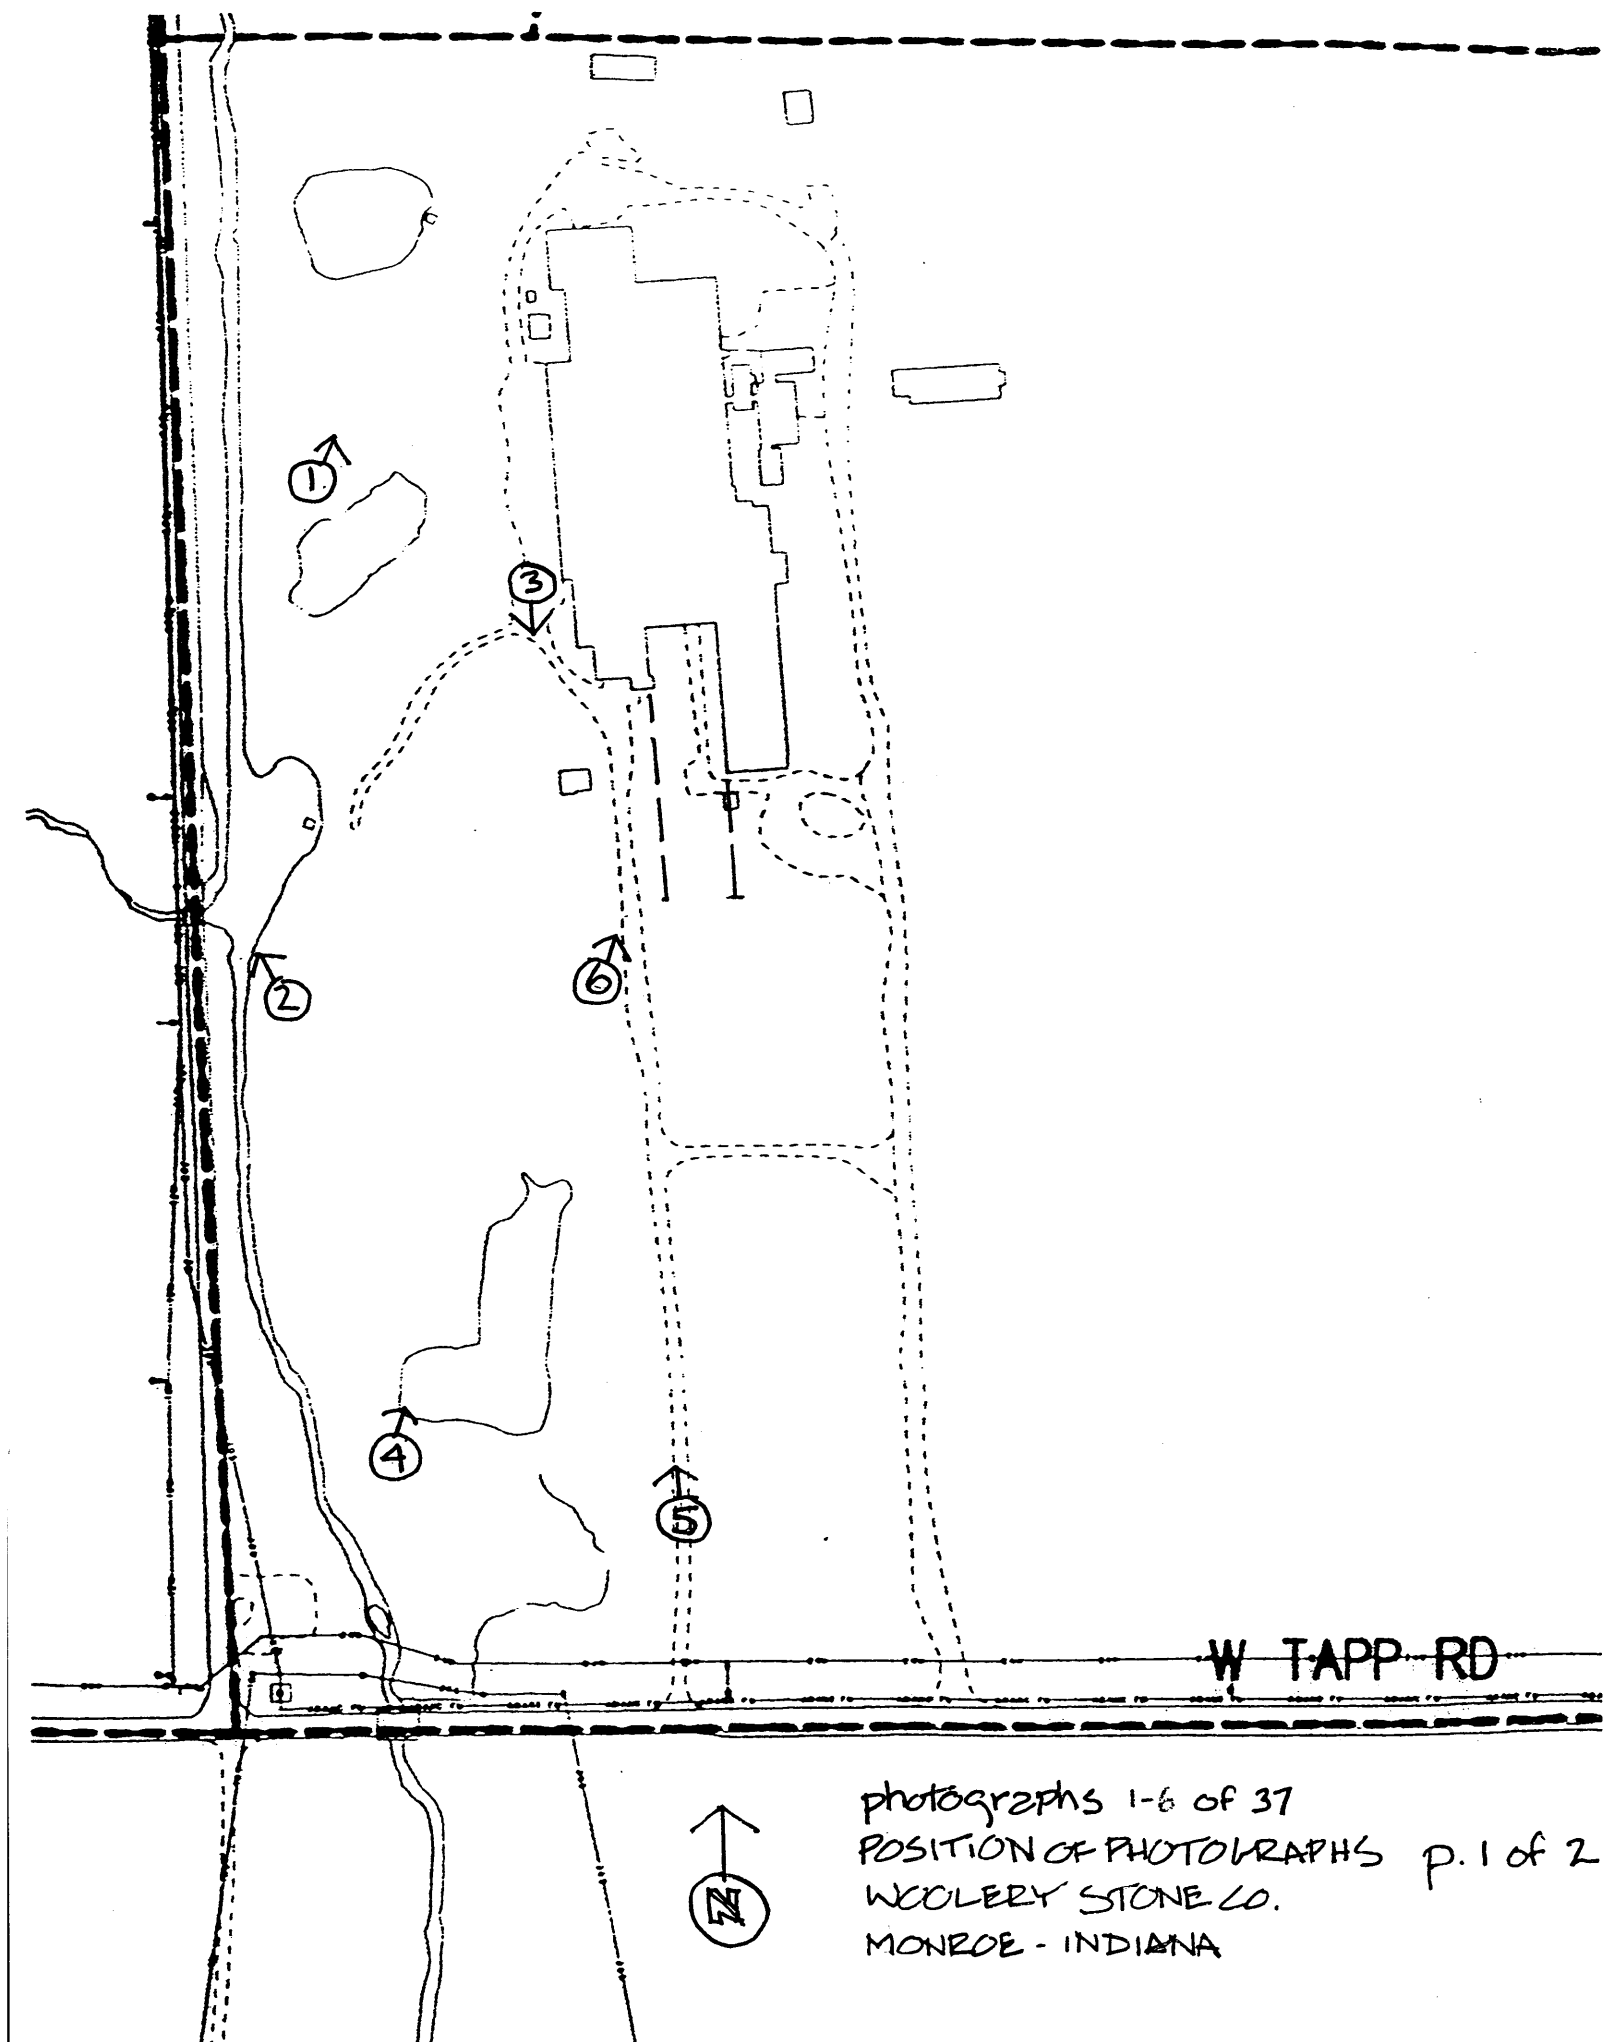 1
3
2
6
4
5
W TAPP RD
N
photographs 1-6 of 37
POSITION OF PHOTOGRAPHS p. 1 of 2
WOOLERY STONE CO.
MONROE - INDIANA